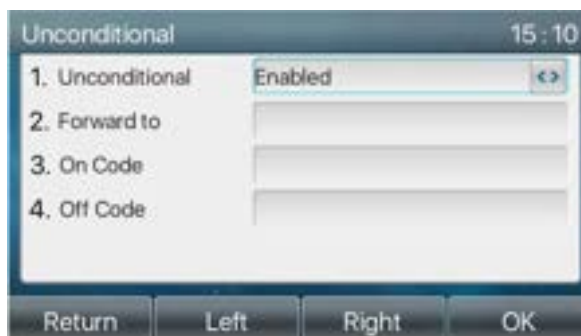 Unconditional 15:10
1. Unconditional Enabled <>
2. Forward to
3. On Code
4. Off Code
Return Left Right OK